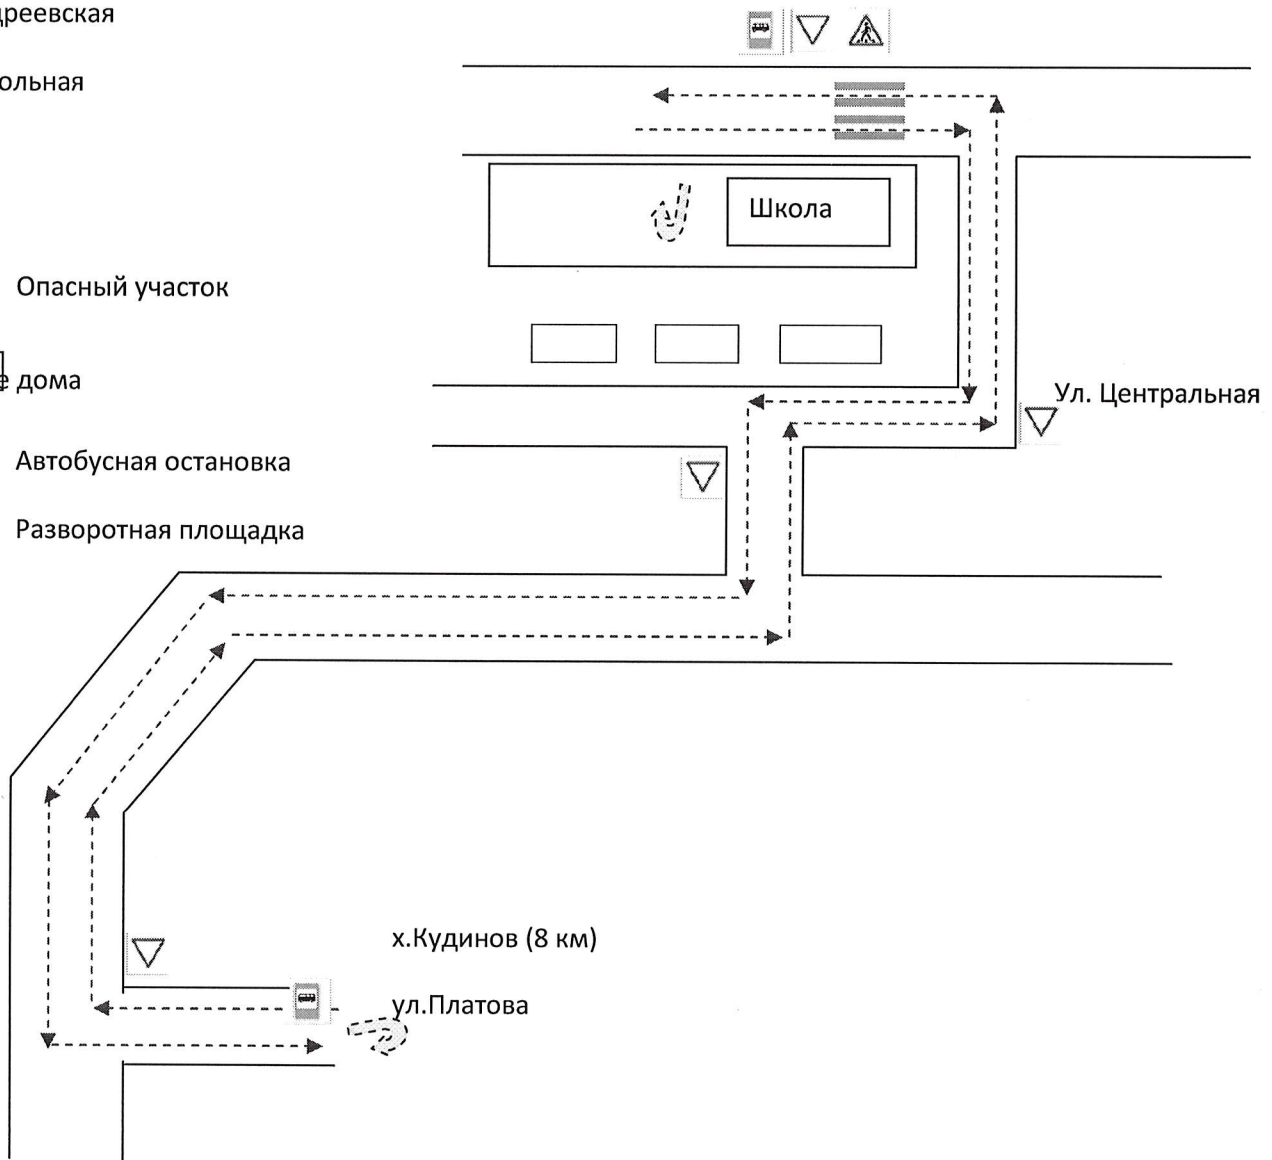 дреевская
ольная
Школа
Опасный участок
е дома
Ул. Центральная
Автобусная остановка
Разворотная площадка
х.Кудинов (8 км)
ул.Платова